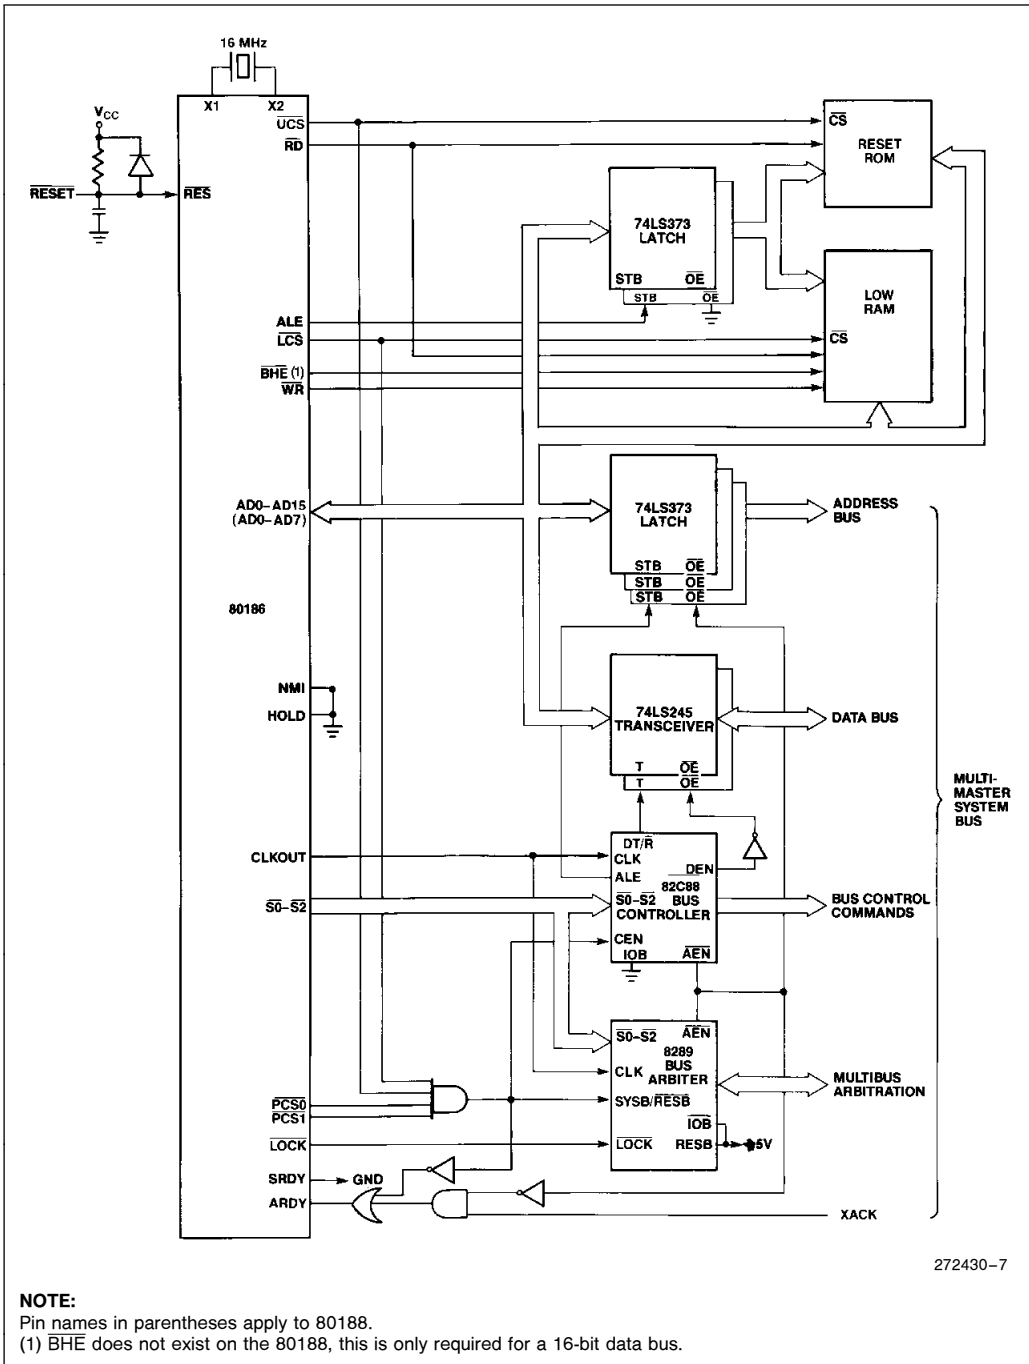 16 MHz
X1
X2
VCC
RESET
RES
UCS
RD
CS
RESET
ROM
74LS373
LATCH
STB
OE
STB
OE
LOW
RAM
CS
ALE
LCS
BHE (1)
WR
AD0–AD15
(AD0–AD7)
74LS373
LATCH
STB
OE
STB
OE
STB
OE
ADDRESS
BUS
80186
NMI
HOLD
74LS245
TRANSCEIVER
T
OE
T
OE
DATA BUS
MULTI-
MASTER
SYSTEM
BUS
CLKOUT
S0–S2
DT/R
CLK
ALE
DEN
82C88
S0–S2
BUS
CONTROLLER
CEN
IOB
AEN
BUS CONTROL
COMMANDS
S0–S2
AEN
8289
BUS
ARBITER
CLK
SYSB/RESB
IOB
LOCK
RESB
5V
MULTIBUS
ARBITRATION
PCS0
PCS1
LOCK
SRDY
GND
ARDY
XACK
272430–7
NOTE:
Pin names in parentheses apply to 80188.
(1) BHE does not exist on the 80188, this is only required for a 16-bit data bus.